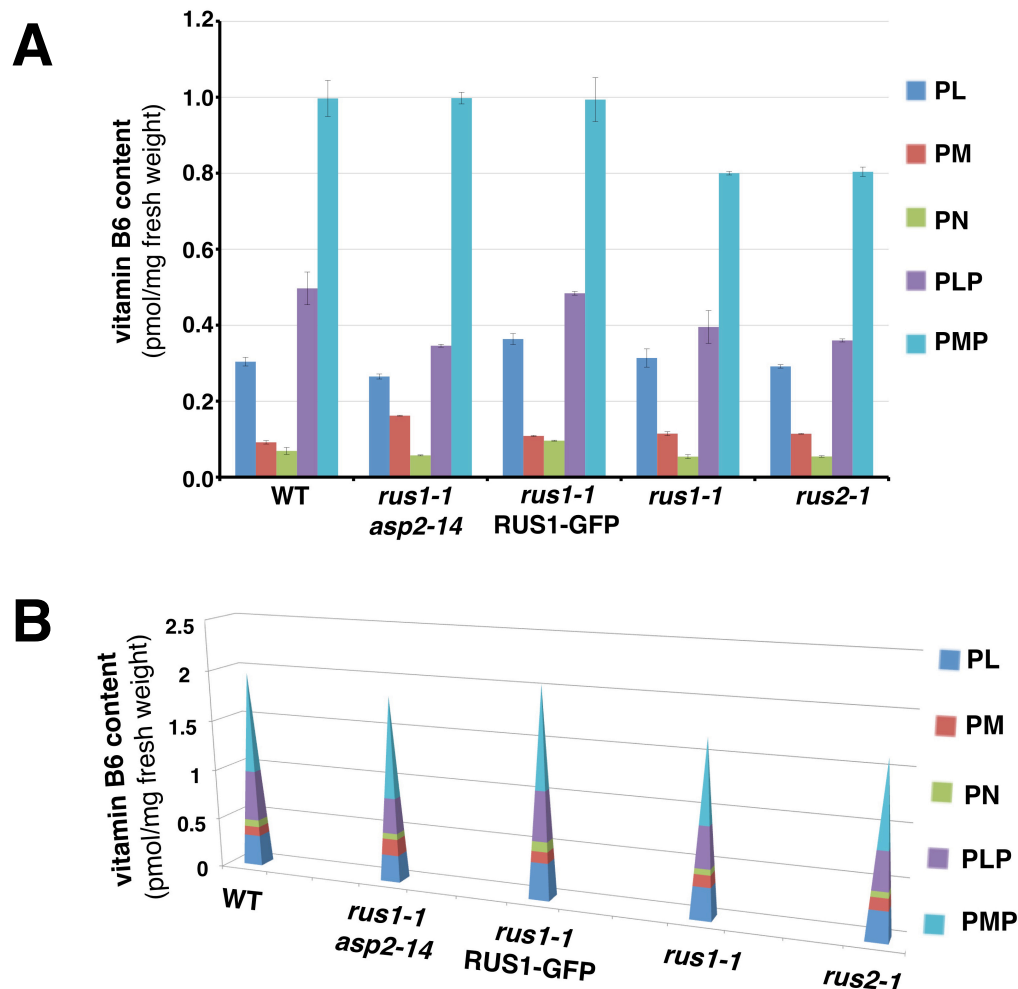 A
vitamin B6 content
(pmol/mg fresh weight)
1.2
1.0
0.8
0.6
0.4
0.2
0.0
WT
rus1-1
asp2-14
rus1-1
RUS1-GFP
rus1-1
rus2-1
PL
PM
PN
PLP
PMP
B
vitamin B6 content
(pmol/mg fresh weight)
2.5
2
1.5
1
0.5
0
WT
rus1-1
asp2-14
rus1-1
RUS1-GFP
rus1-1
rus2-1
PL
PM
PN
PLP
PMP